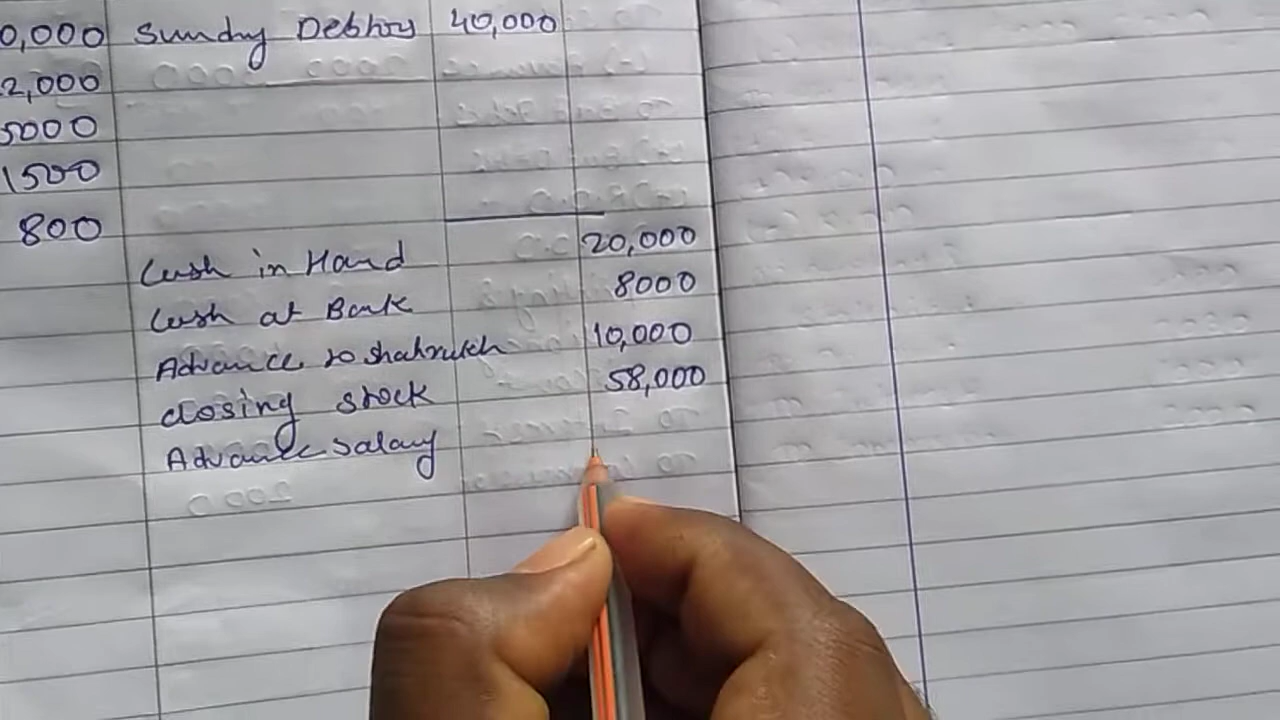 0,000 Sundry Debtors 40,000
2,000
5000
1500
800
Cash in Hand 20,000
Cash at Bank 8000
Advance to Shahrukh 10,000
closing stock 58,000
Advance Salary